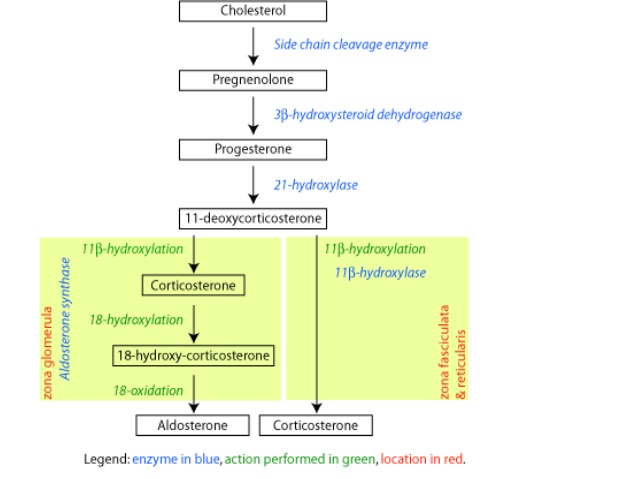 Cholesterol
Side chain cleavage enzyme
Pregnenolone
3β-hydroxysteroid dehydrogenase
Progesterone
21-hydroxylase
11-deoxycorticosterone
11β-hydroxylation
Corticosterone
18-hydroxylation
18-hydroxy-corticosterone
18-oxidation
Aldosterone
zona glomerula
Aldosterone synthase
11β-hydroxylation
11β-hydroxylase
zona fasciculata
& reticularis
Corticosterone
Legend: enzyme in blue, action performed in green, location in red.